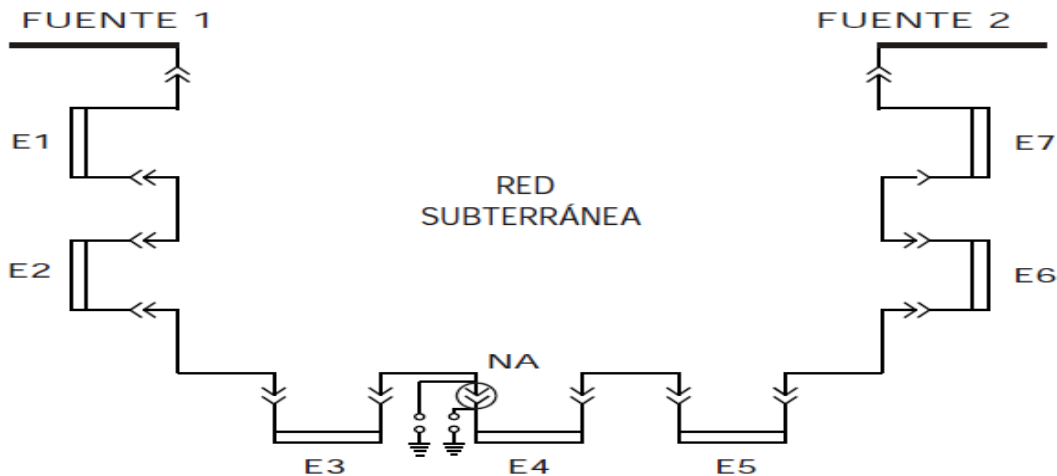 FUENTE 1
FUENTE 2
E1
E7
RED
SUBTERRÁNEA
E2
E6
NA
E3
E4
E5